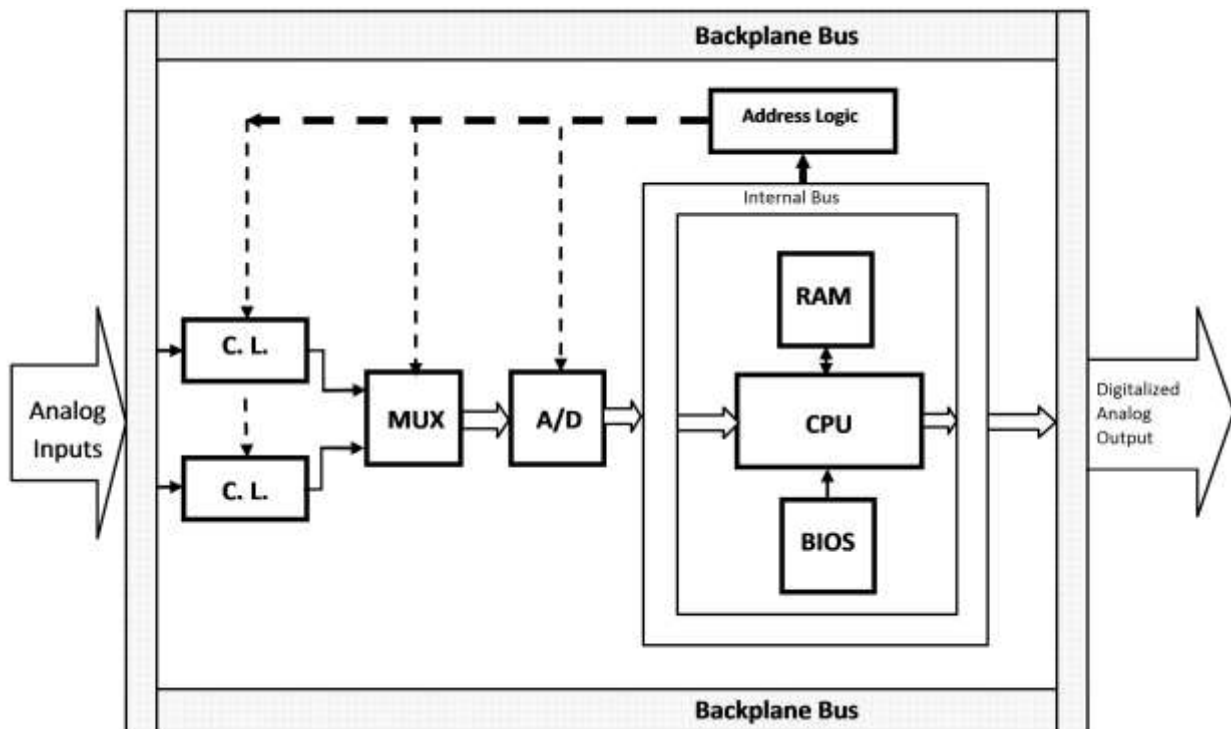 Backplane Bus
Address Logic
Internal Bus
RAM
C. L.
Analog
Inputs
MUX
A/D
CPU
Digitalized
Analog
Output
C. L.
BIOS
Backplane Bus